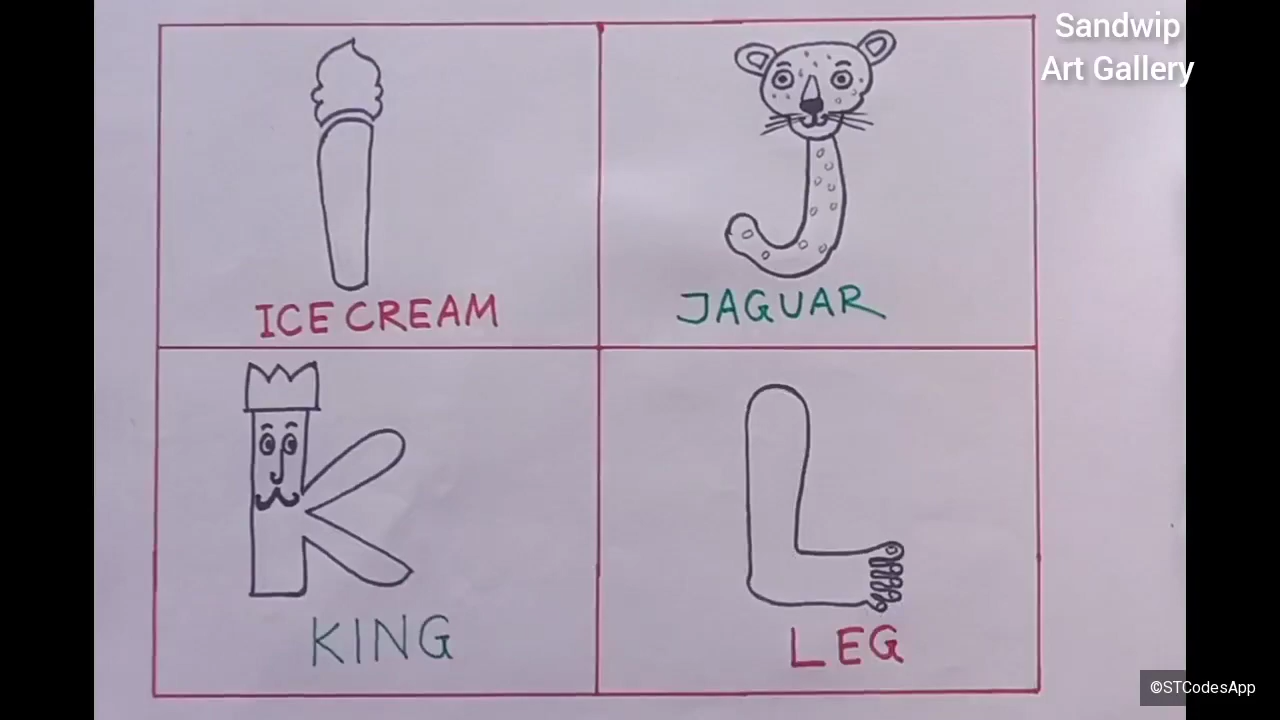 Sandwip
Art Gallery
ICE CREAM
JAGUAR
KING
LEG
©STCodesApp